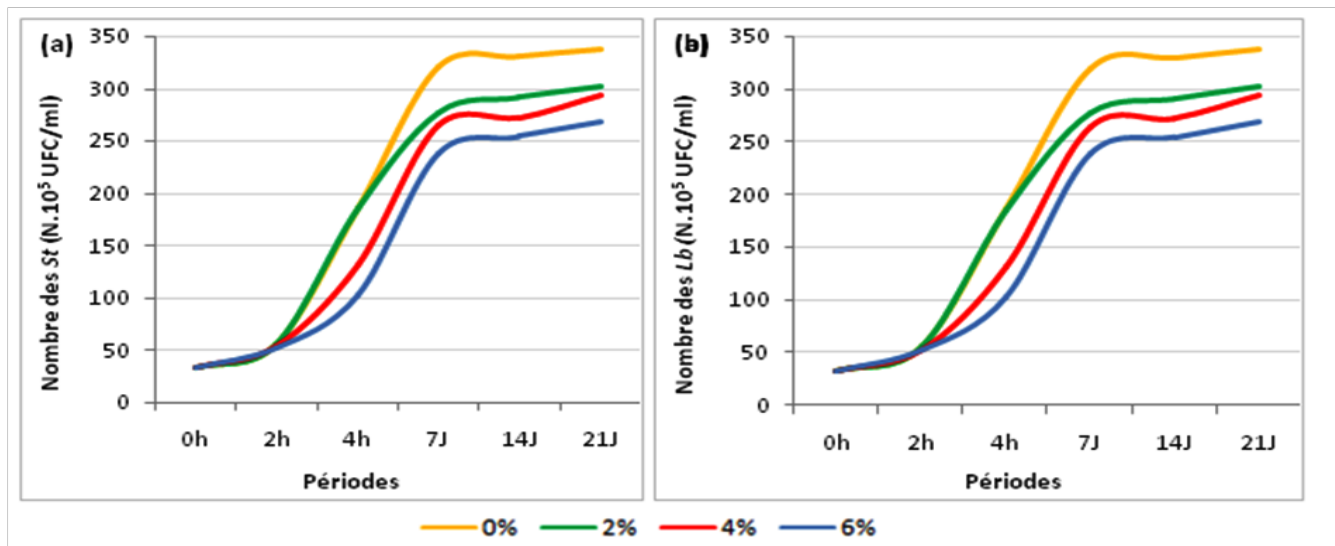 (a)
Nombre des St (N.10⁵ UFC/ml)
350
300
250
200
150
100
50
0
0h 2h 4h 7J 14J 21J
Périodes
(b)
Nombre des Lb (N.10⁵ UFC/ml)
350
300
250
200
150
100
50
0
0h 2h 4h 7J 14J 21J
Périodes
0% 2% 4% 6%